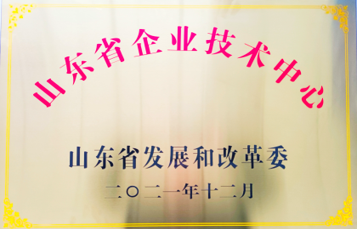 山东省企业技术中心
山东省发展和改革委
二〇二一年十二月